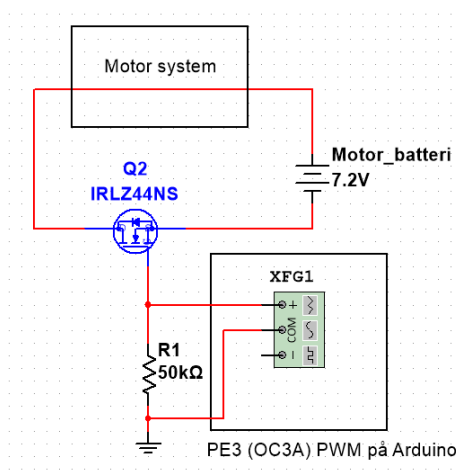 Motor system
Motor_batteri
7.2V
Q2
IRLZ44NS
XFG1
+
COM
−
R1
50kΩ
PE3 (OC3A) PWM på Arduino